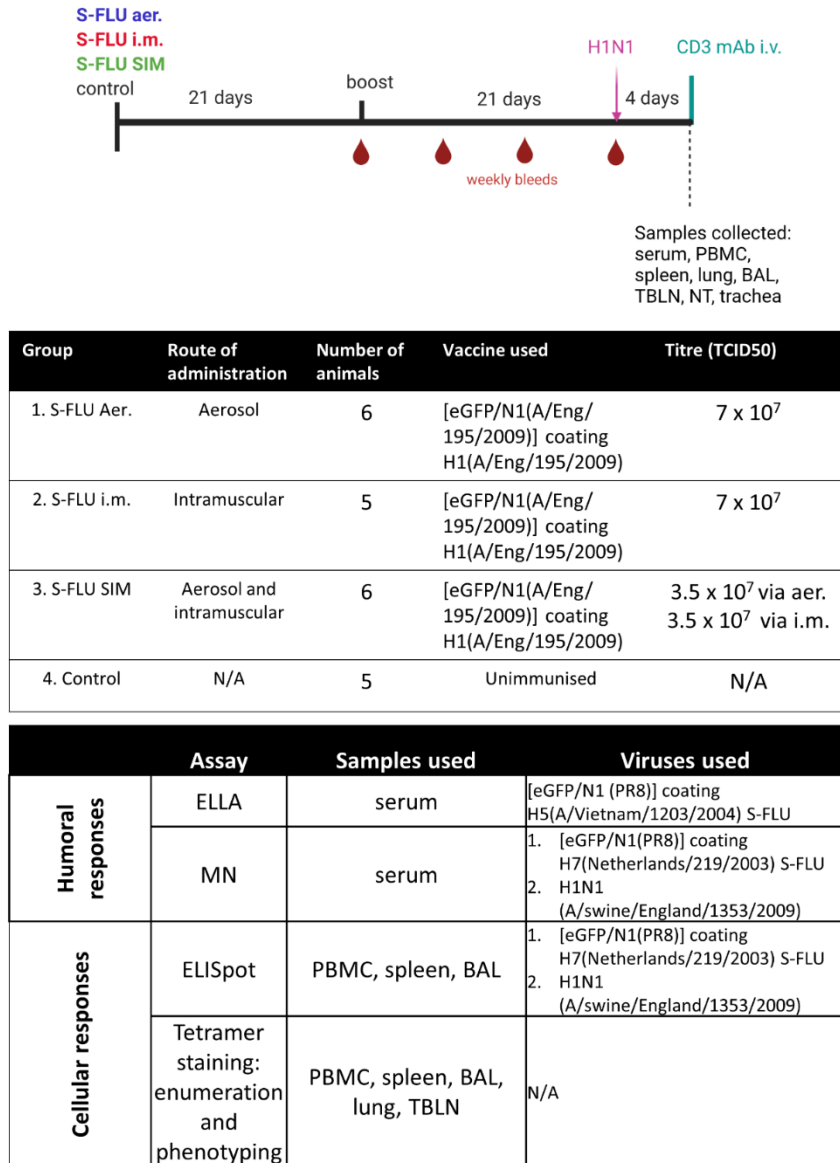 S-FLU aer.
S-FLU i.m.
S-FLU SIM
control
21 days
boost
21 days
H1N1
4 days
CD3 mAb i.v.
weekly bleeds
Samples collected:
serum, PBMC,
spleen, lung, BAL,
TBLN, NT, trachea
Group
Route of
administration
Number of
animals
Vaccine used
Titre (TCID50)
1. S-FLU Aer.
Aerosol
6
[eGFP/N1(A/Eng/
195/2009)] coating
H1(A/Eng/195/2009)
7 x 10⁷
2. S-FLU i.m.
Intramuscular
5
[eGFP/N1(A/Eng/
195/2009)] coating
H1(A/Eng/195/2009)
7 x 10⁷
3. S-FLU SIM
Aerosol and
intramuscular
6
[eGFP/N1(A/Eng/
195/2009)] coating
H1(A/Eng/195/2009)
3.5 x 10⁷ via aer.
3.5 x 10⁷ via i.m.
4. Control
N/A
5
Unimmunised
N/A
Assay
Samples used
Viruses used
Humoral
responses
ELLA
serum
[eGFP/N1 (PR8)] coating
H5(A/Vietnam/1203/2004) S-FLU
MN
serum
1. [eGFP/N1(PR8)] coating
H7(Netherlands/219/2003) S-FLU
2. H1N1
(A/swine/England/1353/2009)
Cellular responses
ELISpot
PBMC, spleen, BAL
1. [eGFP/N1(PR8)] coating
H7(Netherlands/219/2003) S-FLU
2. H1N1
(A/swine/England/1353/2009)
Tetramer
staining:
enumeration
and
phenotyping
PBMC, spleen, BAL,
lung, TBLN
N/A